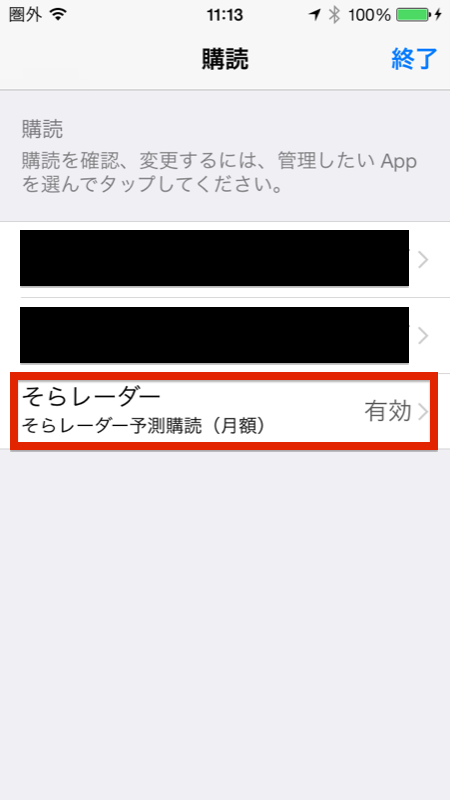 圏外 11:13 100%
購読 終了
購読
購読を確認、変更するには、管理したい App
を選んでタップしてください。
そらレーダー
有効
そらレーダー予測購読（月額）